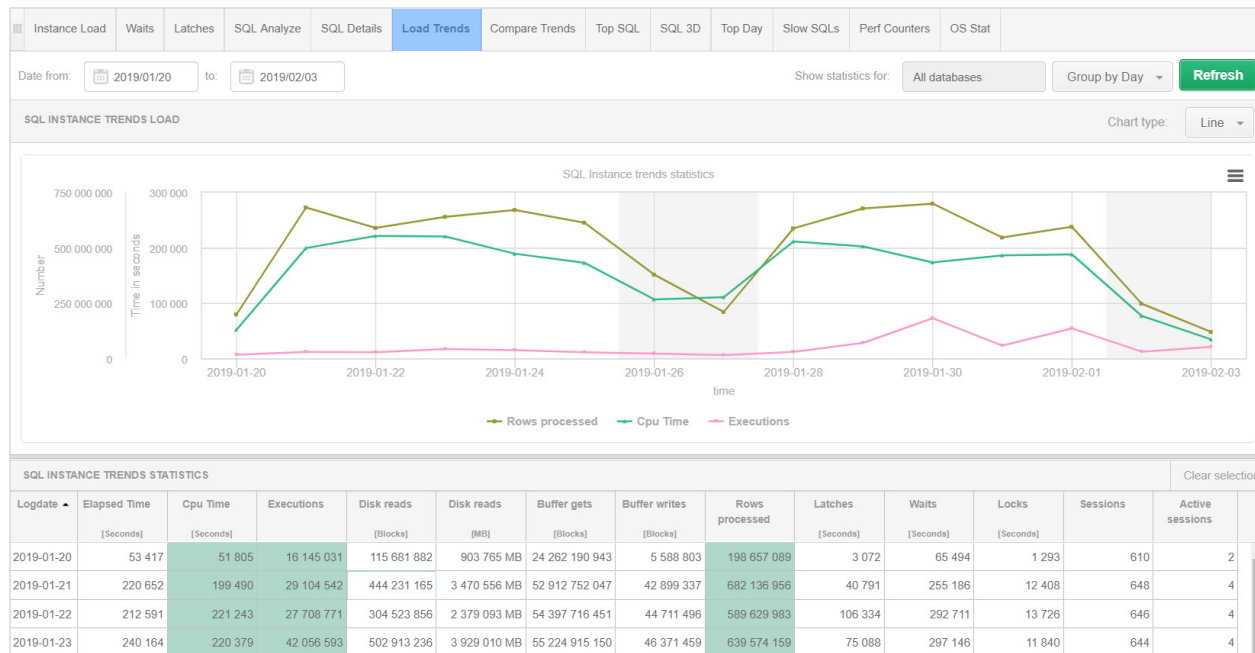 Instance Load Waits Latches SQL Analyze SQL Details Load Trends Compare Trends Top SQL SQL 3D Top Day Slow SQLs Perf Counters OS Stat
Date from: 2019/01/20 to: 2019/02/03 Show statistics for: All databases Group by Day Refresh
SQL INSTANCE TRENDS LOAD Chart type: Line
SQL Instance trends statistics
750 000 000 300 000
500 000 000 200 000
250 000 000 100 000
0 0
Number
Time in seconds
2019-01-20 2019-01-22 2019-01-24 2019-01-26 2019-01-28 2019-01-30 2019-02-01 2019-02-03
time
Rows processed Cpu Time Executions
SQL INSTANCE TRENDS STATISTICS Clear selection
Logdate Elapsed Time Cpu Time Executions Disk reads Disk reads Buffer gets Buffer writes Rows processed Latches Waits Locks Sessions Active sessions
[Seconds] [Seconds] [Blocks] [MB] [Blocks] [Blocks] [Seconds] [Seconds] [Seconds]
2019-01-20 53 417 51 805 16 145 031 115 681 882 903 765 MB 24 262 190 943 5 588 803 198 657 089 3 072 65 494 1 293 610 2
2019-01-21 220 652 199 490 29 104 542 444 231 165 3 470 556 MB 52 912 752 047 42 899 337 682 136 956 40 791 255 186 12 408 648 4
2019-01-22 212 591 221 243 27 708 771 304 523 856 2 379 093 MB 54 397 716 451 44 711 496 589 629 983 106 334 292 711 13 726 646 4
2019-01-23 240 164 220 379 42 056 593 502 913 236 3 929 010 MB 55 224 915 150 46 371 459 639 574 159 75 088 297 146 11 840 644 4